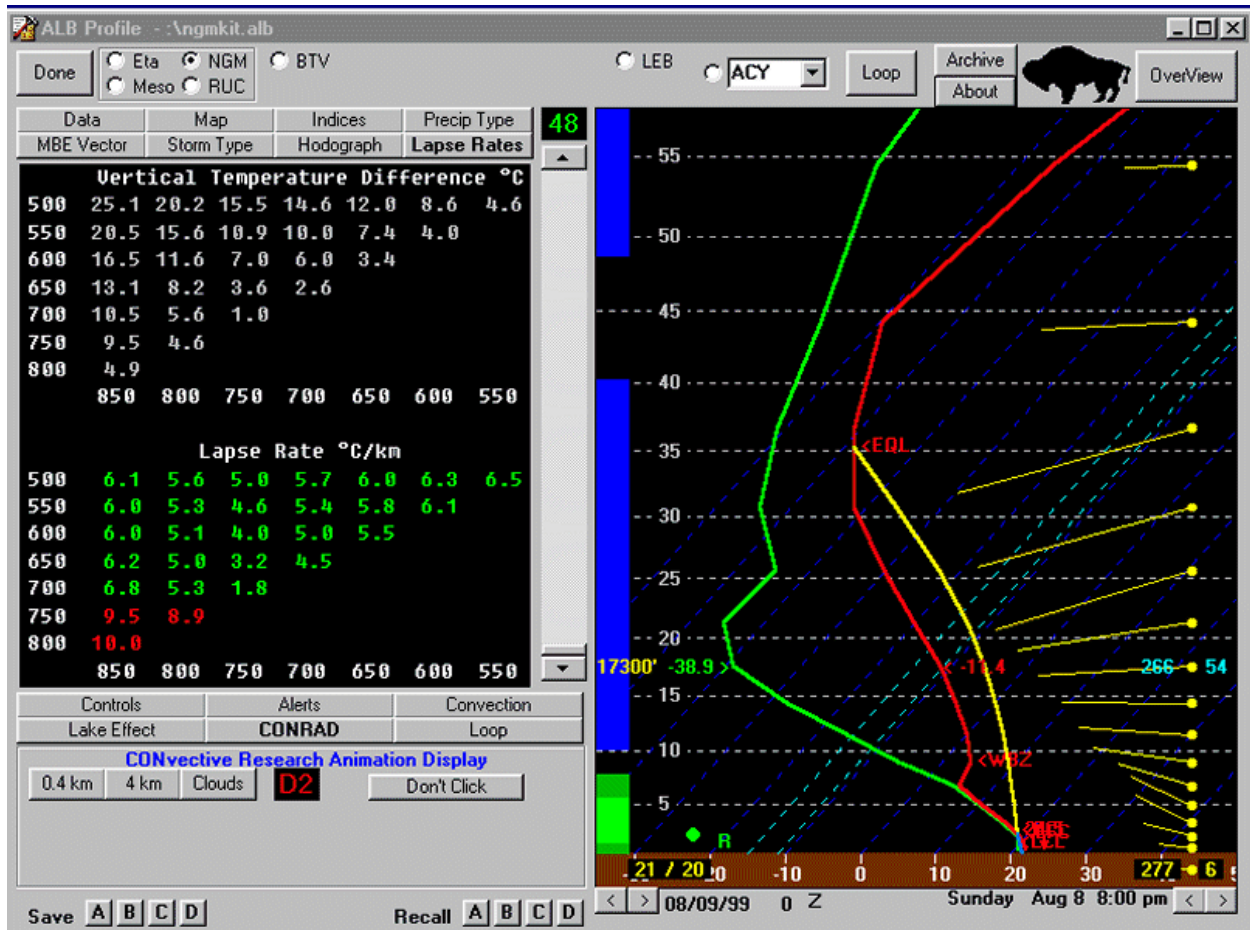 ALB Profile - :\ngmkit.alb
Done
Eta NGM BTV
Meso RUC
LEB ACY Loop
Archive
About
OverView
Data Map Indices Precip Type
MBE Vector Storm Type Hodograph Lapse Rates
48
Vertical Temperature Difference °C
500 25.1 20.2 15.5 14.6 12.0 8.6 4.6
550 20.5 15.6 10.9 10.0 7.4 4.0
600 16.5 11.6 7.0 6.0 3.4
650 13.1 8.2 3.6 2.6
700 10.5 5.6 1.0
750 9.5 4.6
800 4.9
850 800 750 700 650 600 550
Lapse Rate °C/km
500 6.1 5.6 5.0 5.7 6.0 6.3 6.5
550 6.0 5.3 4.6 5.4 5.8 6.1
600 6.0 5.1 4.0 5.0 5.5
650 6.2 5.0 3.2 4.5
700 6.8 5.3 1.8
750 9.5 8.9
800 10.0
850 800 750 700 650 600 550
Controls Alerts Convection
Lake Effect CONRAD Loop
CONvective Research Animation Display
0.4 km 4 km Clouds D2 Don't Click
Save A B C D Recall A B C D
55
50
45
40
35 <EQL
30
25
20
17300' -38.9 > < -11.4 266 54
15
10 <WBZ
5
R
21 / 20 -10 0 10 20 30 277 6
< > 08/09/99 0 Z Sunday Aug 8 8:00 pm < >